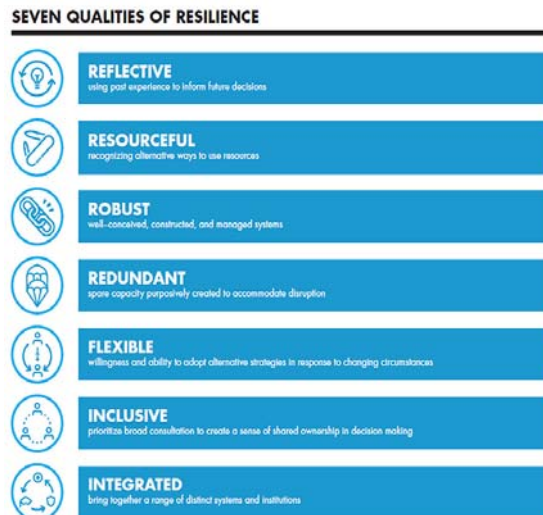 SEVEN QUALITIES OF RESILIENCE
REFLECTIVE
using past experience to inform future decisions
RESOURCEFUL
recognizing alternative ways to use resources
ROBUST
well-conceived, constructed, and managed systems
REDUNDANT
spare capacity purposively created to accommodate disruption
FLEXIBLE
willingness and ability to adopt alternative strategies in response to changing circumstances
INCLUSIVE
prioritize broad consultation to create a sense of shared ownership in decision making
INTEGRATED
bring together a range of distinct systems and institutions